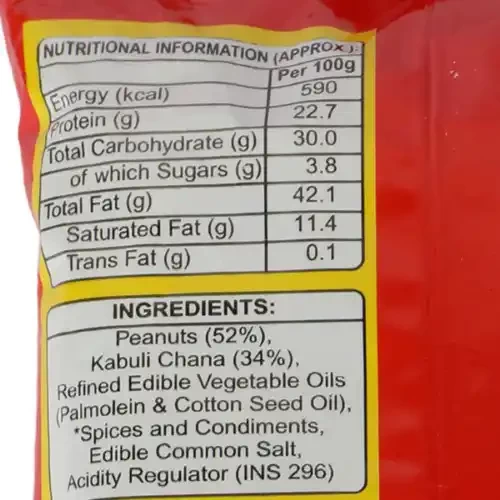 NUTRITIONAL INFORMATION (APPROX.):
Per 100g
Energy (kcal) 590
Protein (g) 22.7
Total Carbohydrate (g) 30.0
of which Sugars (g) 3.8
Total Fat (g) 42.1
Saturated Fat (g) 11.4
Trans Fat (g) 0.1
INGREDIENTS:
Peanuts (52%),
Kabuli Chana (34%),
Refined Edible Vegetable Oils
(Palmolein & Cotton Seed Oil),
*Spices and Condiments,
Edible Common Salt,
Acidity Regulator (INS 296)